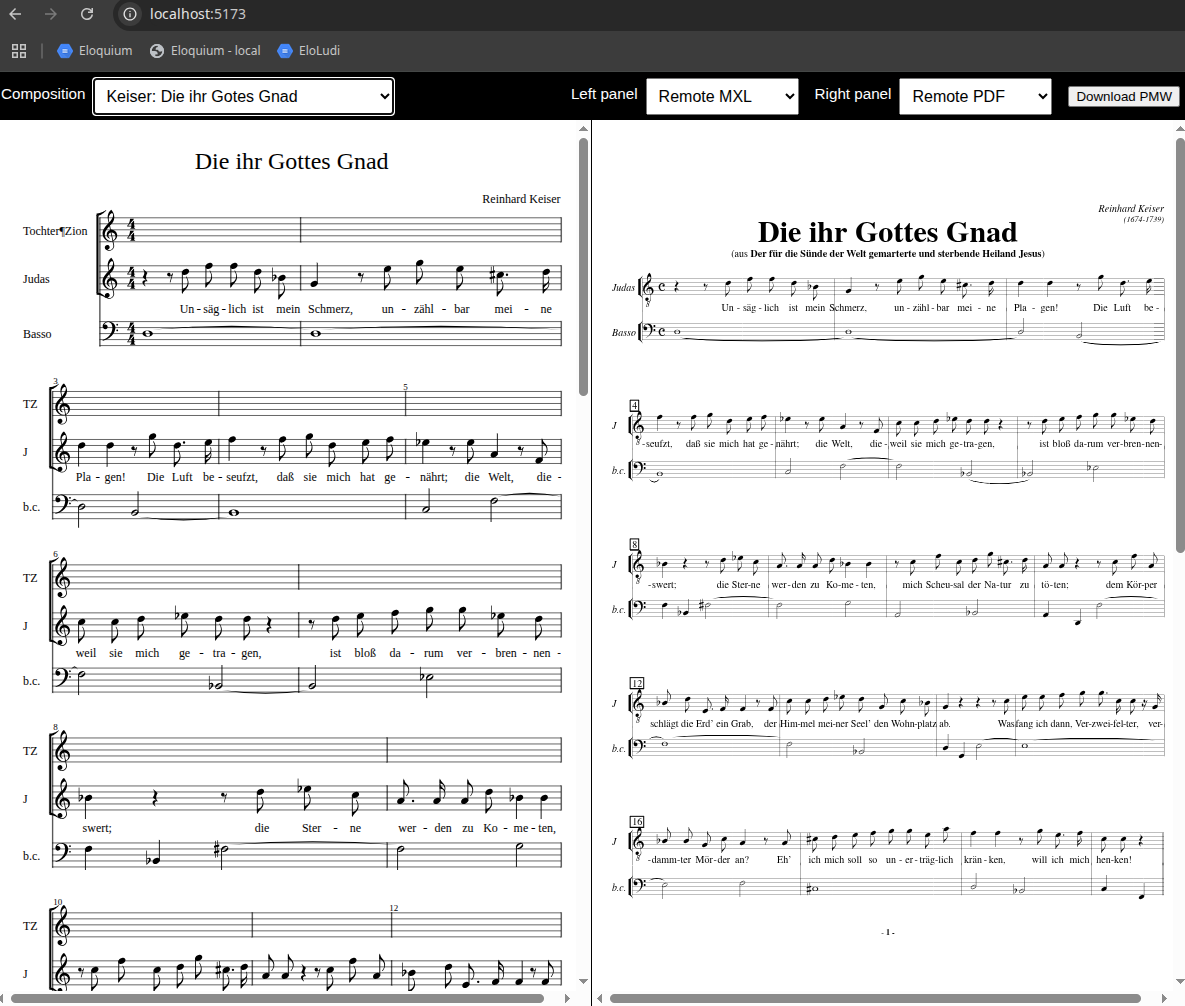 localhost:5173
Eloquium Eloquium - local EloLudi
Composition Keiser: Die ihr Gotes Gnad Left panel Remote MXL Right panel Remote PDF Download PMW
Die ihr Gottes Gnad
Reinhard Keiser
Tochter¶Zion
Judas
Un - säg - lich ist mein Schmerz, un - zähl - bar mei - ne
Basso
3
5
TZ
J
Pla - gen! Die Luft be - seufzt, daß sie mich hat ge - nährt; die Welt, die -
b.c.
6
TZ
J
weil sie mich ge - tra - gen, ist bloß da - rum ver - bren - nen -
b.c.
8
TZ
J
swert; die Ster - ne wer - den zu Ko - me - ten,
b.c.
10
12
TZ
J
Reinhard Keiser
(1674-1739)
Die ihr Gottes Gnad
(aus Der für die Sünde der Welt gemarterte und sterbende Heiland Jesus)
Judas
8
Un - säg - lich ist mein Schmerz, un - zähl - bar mei - ne Pla - gen! Die Luft be -
Basso
4
J
8
-seufzt, daß sie mich hat ge - nährt; die Welt, die - weil sie mich ge - tra - gen, ist bloß da - rum ver - bren - nen-
b.c.
8
J
8
-swert; die Ster - ne wer - den zu Ko - me - ten, mich Scheu - sal der Na - tur zu tö - ten; dem Kör - per
b.c.
12
J
8
schlägt die Erd' ein Grab, der Him - mel mei - ner Seel' den Wohn - platz ab. Was fang ich dann, Ver - zwei - fel - ter, ver-
b.c.
16
J
8
-damm - ter Mör - der an? Eh' ich mich soll so un - er - träg - lich krän - ken, will ich mich hen - ken!
b.c.
- 1 -